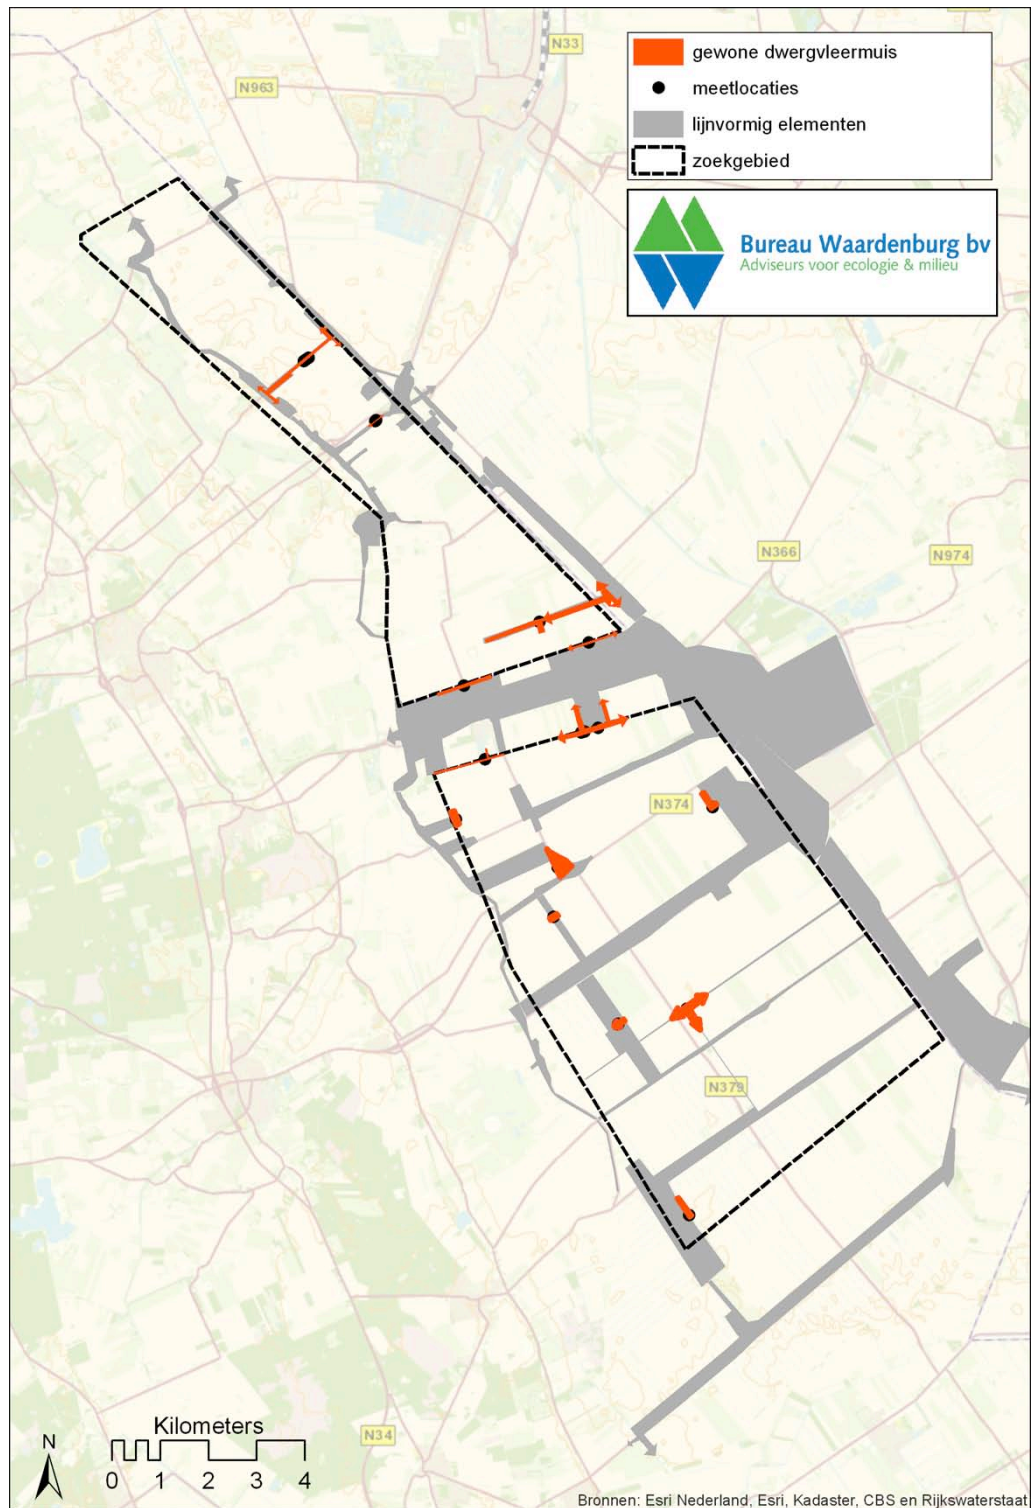 N33
N963
gewone dwergvleermuis
meetlocaties
lijnvormig elementen
zoekgebied
Bureau Waardenburg bv
Adviseurs voor ecologie & milieu
N366
N974
N374
N379
N34
Kilometers
0 1 2 3 4
N
Bronnen: Esri Nederland, Esri, Kadaster, CBS en Rijkswaterstaat